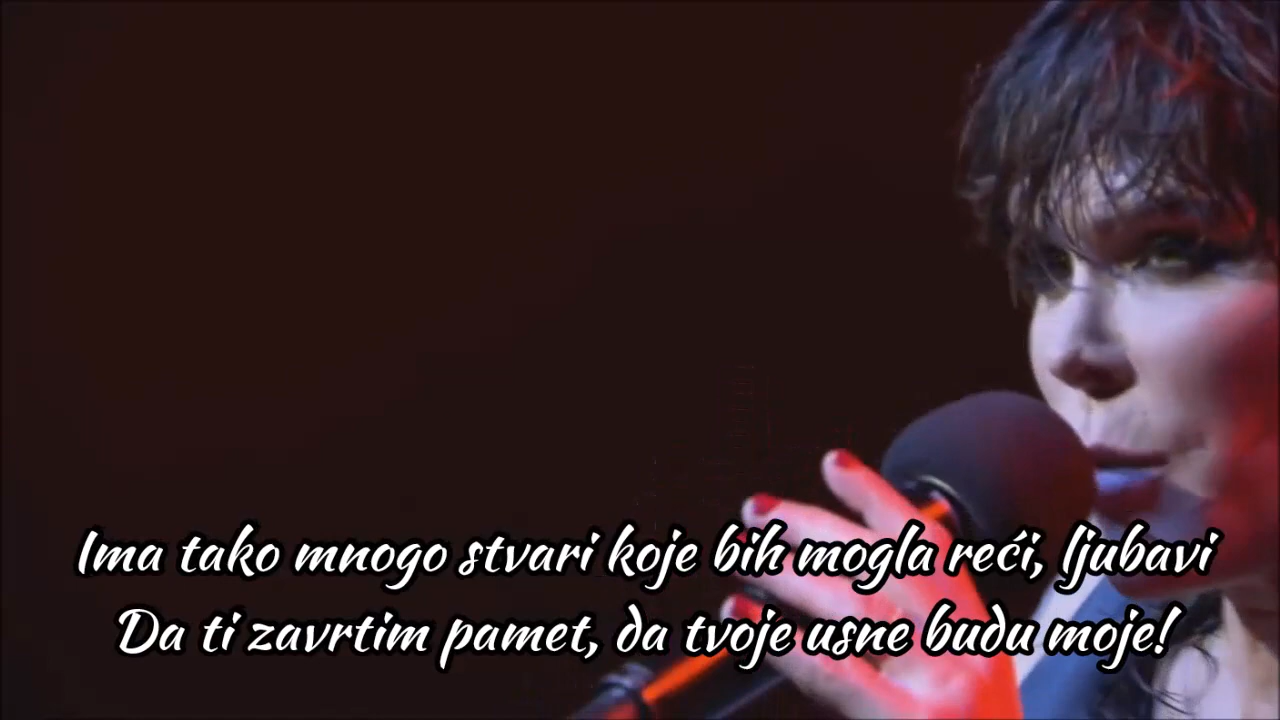 Ima tako mnogo stvari koje bih mogla reći, ljubavi
Da ti zavrtim pamet, da tvoje usne budu moje!